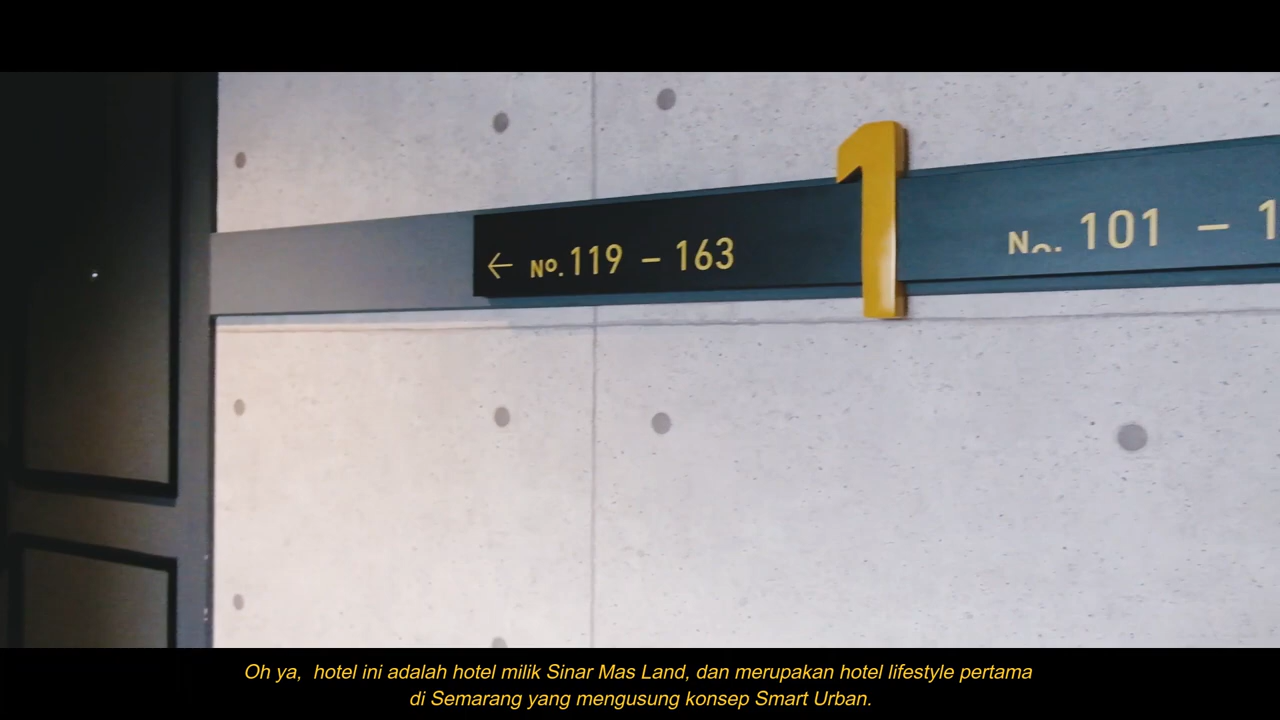 ← No. 119 – 163
1
No. 101 – 1
Oh ya, hotel ini adalah hotel milik Sinar Mas Land, dan merupakan hotel lifestyle pertama
di Semarang yang mengusung konsep Smart Urban.